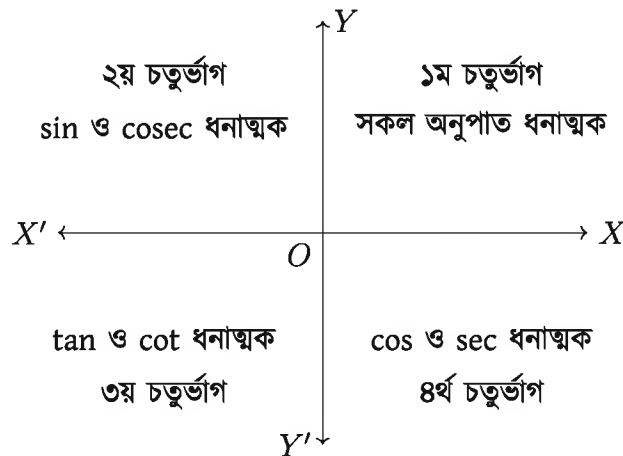 Y
২য় চতুর্ভাগ
sin ও cosec ধনাত্মক
১ম চতুর্ভাগ
সকল অনুপাত ধনাত্মক
X′
O
X
tan ও cot ধনাত্মক
৩য় চতুর্ভাগ
cos ও sec ধনাত্মক
৪র্থ চতুর্ভাগ
Y′